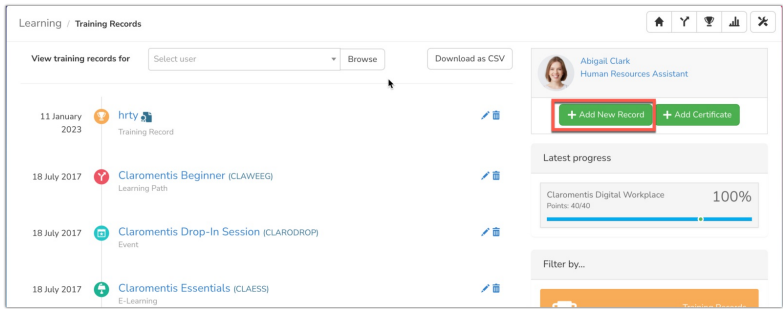 Learning / Training Records
View training records for
Select user
Browse
Download as CSV
11 January 2023
hrty
Training Record
18 July 2017
Claromentis Beginner (CLAWEEG)
Learning Path
18 July 2017
Claromentis Drop-In Session (CLARODROP)
Event
18 July 2017
Claromentis Essentials (CLAESS)
E-Learning
Abigail Clark
Human Resources Assistant
+ Add New Record
+ Add Certificate
Latest progress
Claromentis Digital Workplace
100%
Points: 40/40
Filter by...
Training Records